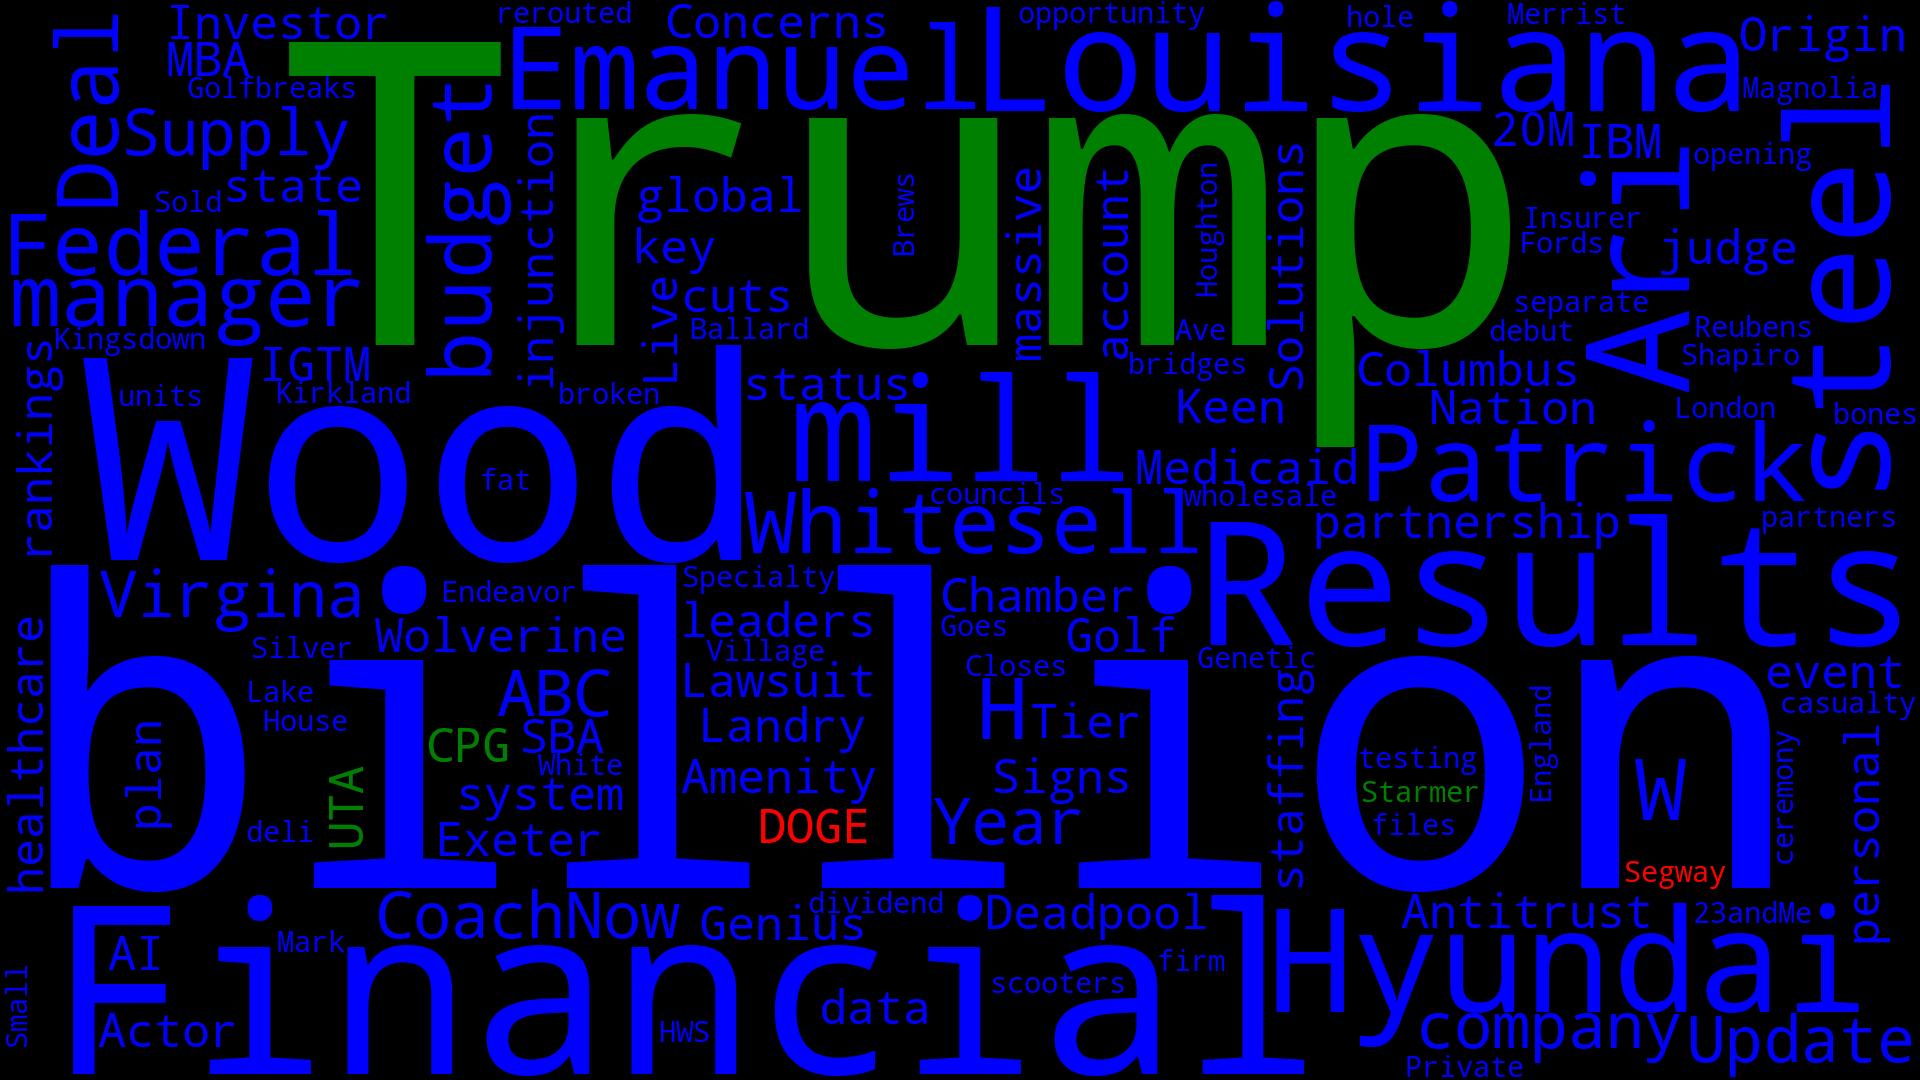 Investor
rerouted
Concerns
opportunity
hole
Merrist
Origin
MBA
Deal
Trump
Emanuel
Louisiana
Golfbreaks
Magnolia
Supply
budget
injunction
20M
IBM
opening
state
Sold
global
Brews
massive
account
Houghton
Solutions
Ari
steel
Federal
key
Insurer
Fords
judge
manager
Live
cuts
separate
Kingsdown
Ballard
Ave
debut
Reubens
rankings
IGTM
bridges
Columbus
Shapiro
units
Kirkland
broken
status
mill
Keen
Nation
London
bones
Wood
fat
Medicaid
Patrick
councils
wholesale
Whitesell
partnership
partners
Results
Virgina
Endeavor
Specialty
Chamber
leaders
Goes
Golf
healthcare
Silver
Wolverine
Village
Closes
Genetic
event
billion
Lake
House
ABC
Lawsuit
H
Tier
staffing
England
casualty
plan
CPG
SBA
Landry
White
testing
UTA
system
Amenity
Signs
Starmer
W
ceremony
personal
deli
Exeter
DOGE
Year
files
Segway
CoachNow
Genius
dividend
Deadpool
Antitrust
23andMe
Financial
AI
Mark
firm
Hyundai
Small
Actor
HWS
data
scooters
company
Update
Private